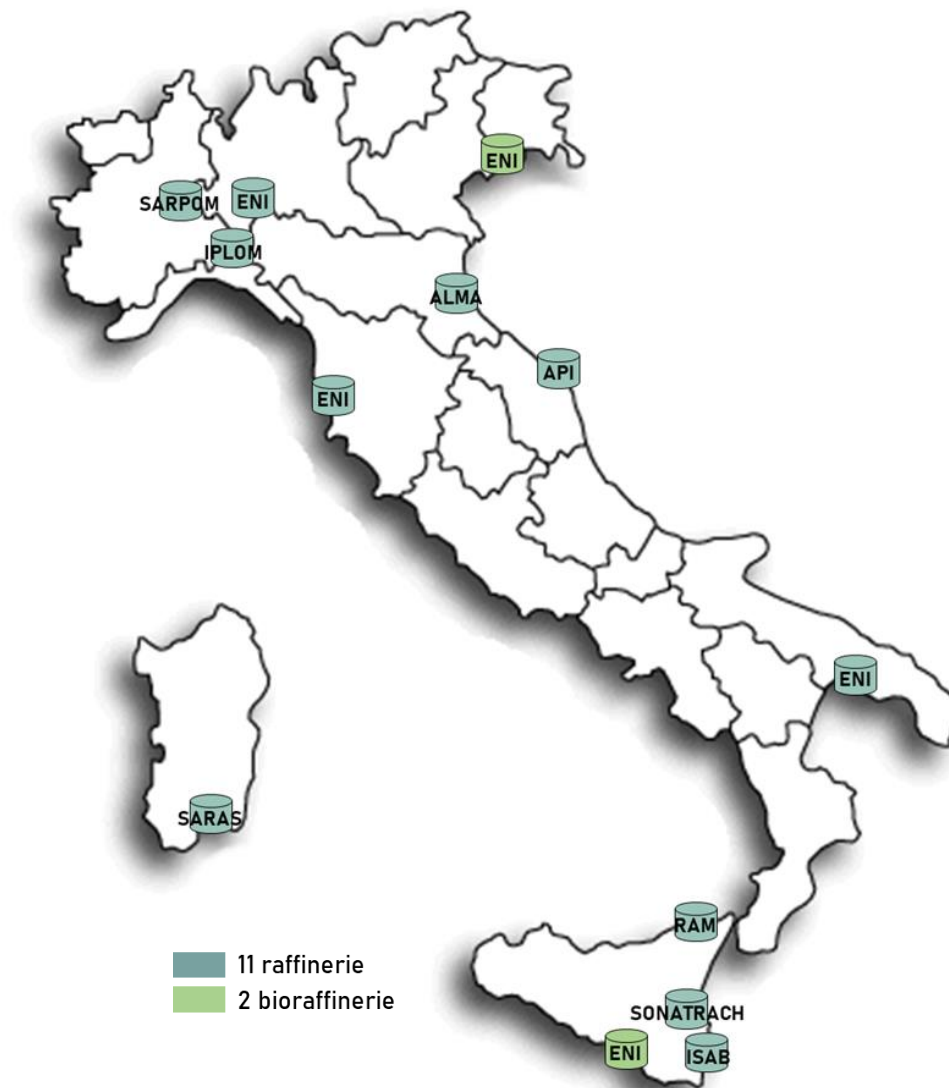 ENI
SARPOM
ENI
IPLOM
ALMA
API
ENI
ENI
SARAS
RAM
11 raffinerie
2 bioraffinerie
SONATRACH
ENI
ISAB